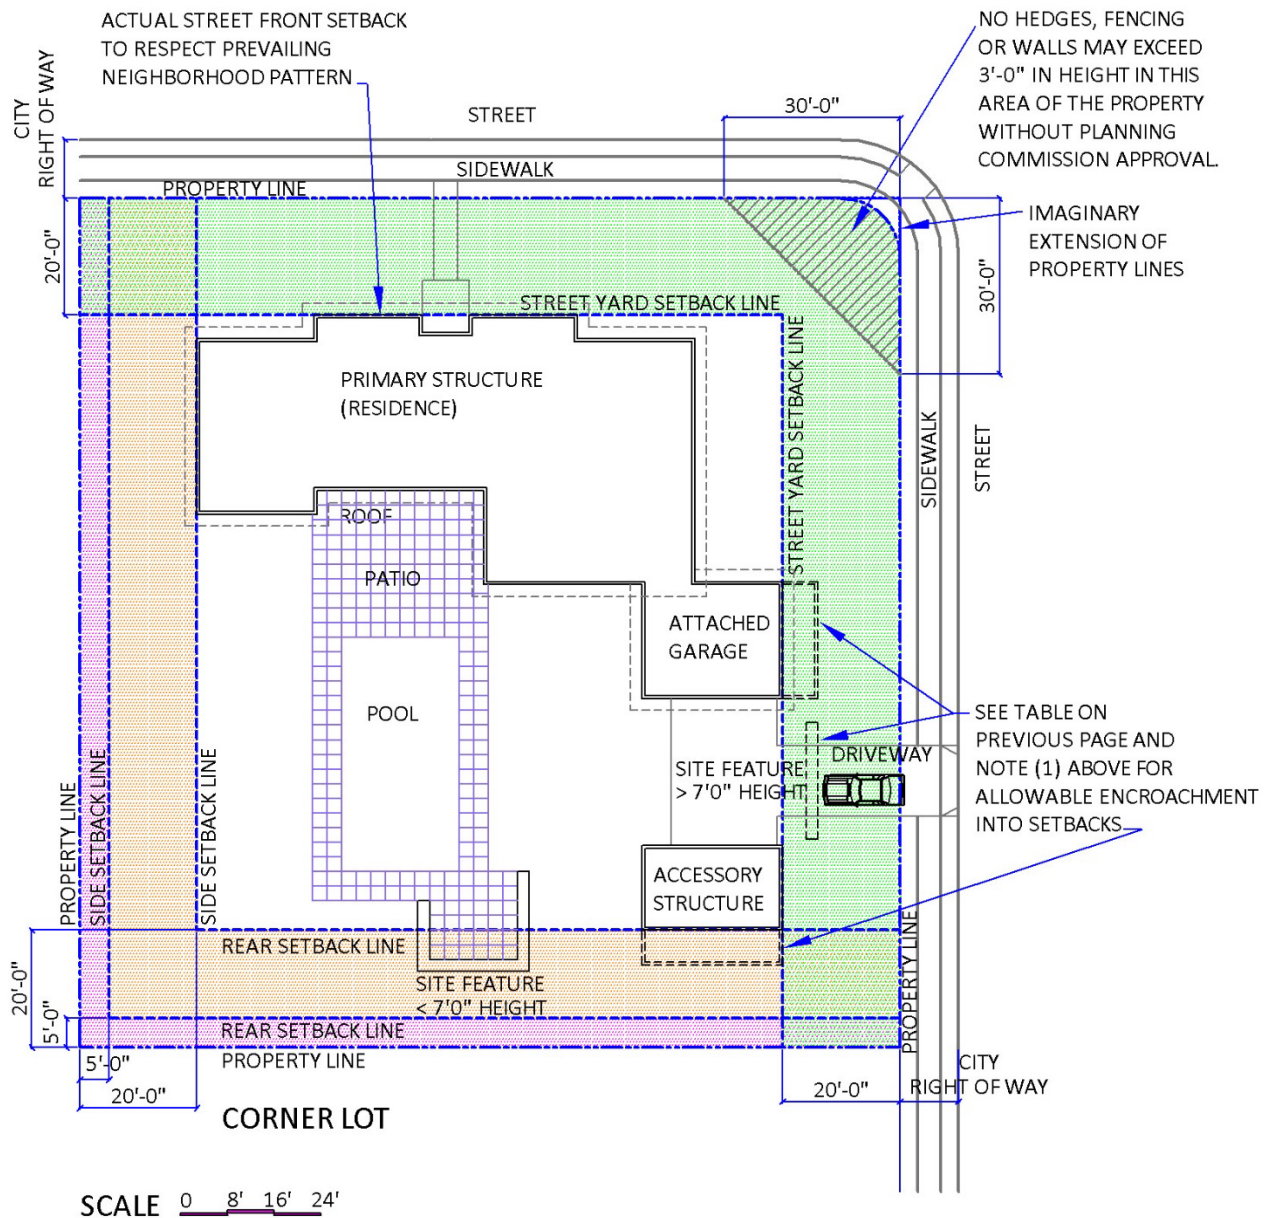 ACTUAL STREET FRONT SETBACK
TO RESPECT PREVAILING
NEIGHBORHOOD PATTERN
NO HEDGES, FENCING
OR WALLS MAY EXCEED
3'-0" IN HEIGHT IN THIS
AREA OF THE PROPERTY
WITHOUT PLANNING
COMMISSION APPROVAL.
CITY
RIGHT OF WAY
STREET
30'-0"
SIDEWALK
PROPERTY LINE
20'-0"
IMAGINARY
EXTENSION OF
PROPERTY LINES
30'-0"
STREET YARD SETBACK LINE
STREET YARD SETBACK LINE
PRIMARY STRUCTURE
(RESIDENCE)
SIDEWALK
STREET
ROOF
PATIO
ATTACHED
GARAGE
POOL
SEE TABLE ON
PREVIOUS PAGE AND
NOTE (1) ABOVE FOR
ALLOWABLE ENCROACHMENT
INTO SETBACKS
DRIVEWAY
SITE FEATURE
> 7'0" HEIGHT
PROPERTY LINE
SIDE SETBACK LINE
SIDE SETBACK LINE
ACCESSORY
STRUCTURE
REAR SETBACK LINE
SITE FEATURE
< 7'0" HEIGHT
PROPERTY LINE
20'-0"
5'-0"
REAR SETBACK LINE
PROPERTY LINE
5'-0"
20'-0"
20'-0"
CITY
RIGHT OF WAY
CORNER LOT
SCALE 0 8' 16' 24'